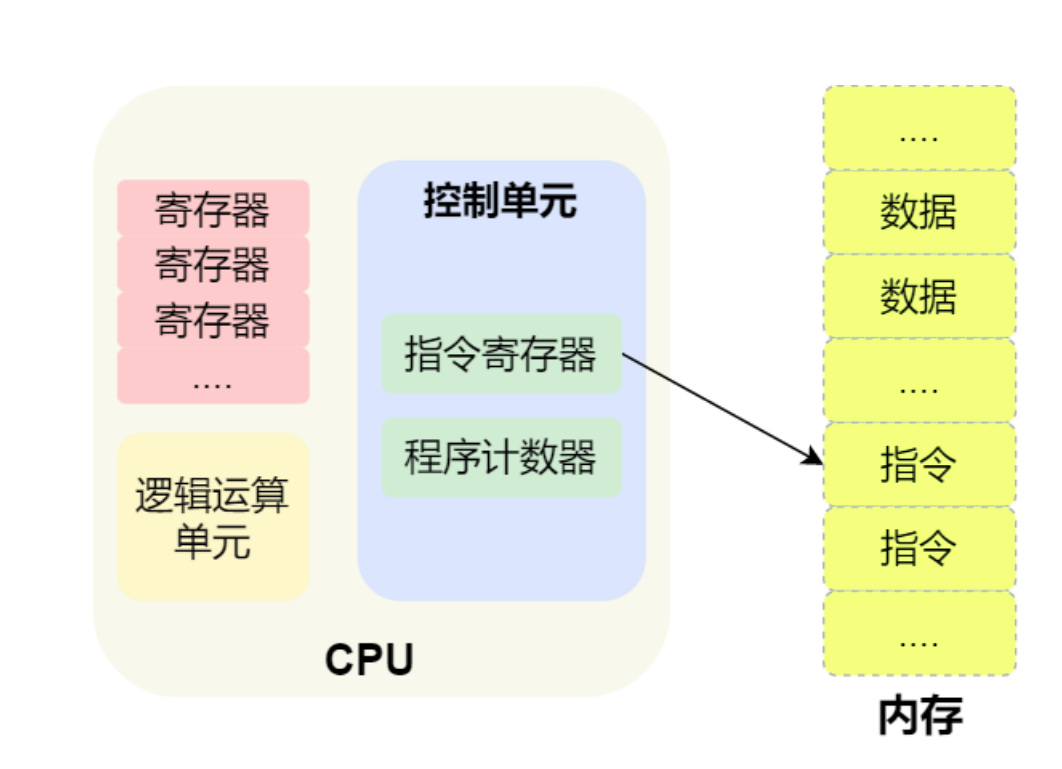 寄存器
寄存器
寄存器
....
逻辑运算
单元
控制单元
指令寄存器
程序计数器
CPU
....
数据
数据
....
指令
指令
....
内存